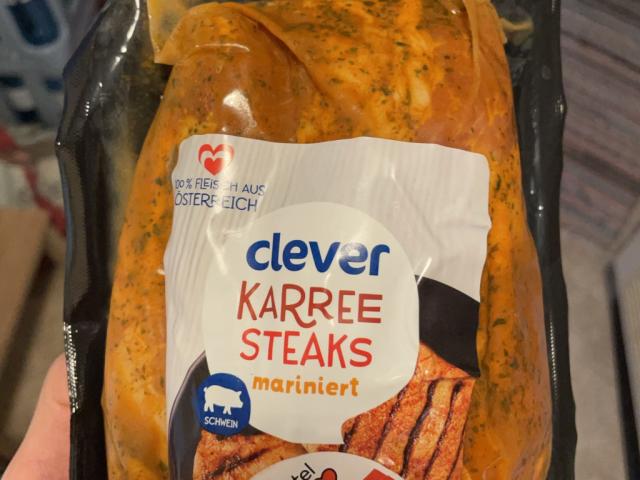 100% FLEISCH AUS
ÖSTERREICH
clever
KARREE
STEAKS
mariniert
SCHWEIN